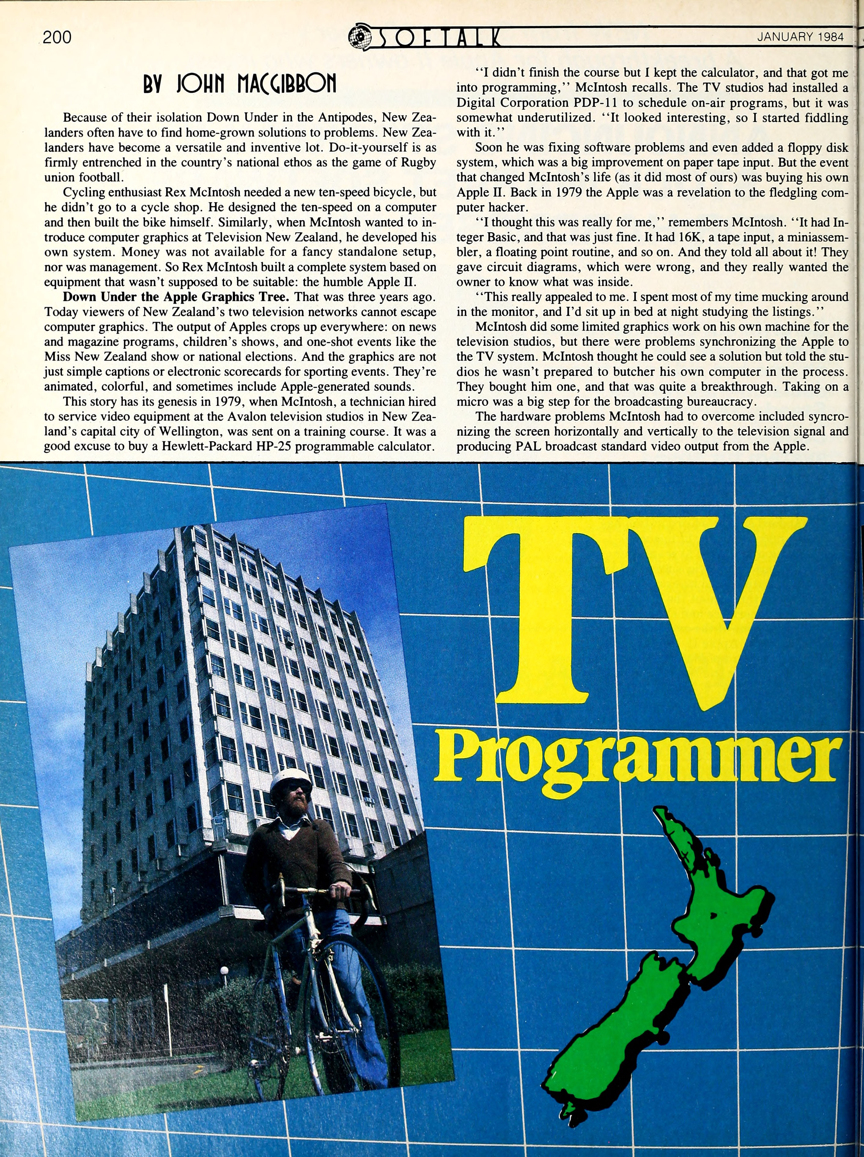 200
SOFTALK
JANUARY 1984
BY JOHN MACGIBBON
Because of their isolation Down Under in the Antipodes, New Zea-
landers often have to find home-grown solutions to problems. New Zea-
landers have become a versatile and inventive lot. Do-it-yourself is as
firmly entrenched in the country's national ethos as the game of Rugby
union football.
Cycling enthusiast Rex McIntosh needed a new ten-speed bicycle, but
he didn't go to a cycle shop. He designed the ten-speed on a computer
and then built the bike himself. Similarly, when McIntosh wanted to in-
troduce computer graphics at Television New Zealand, he developed his
own system. Money was not available for a fancy standalone setup,
nor was management. So Rex McIntosh built a complete system based on
equipment that wasn't supposed to be suitable: the humble Apple II.
Down Under the Apple Graphics Tree. That was three years ago.
Today viewers of New Zealand's two television networks cannot escape
computer graphics. The output of Apples crops up everywhere: on news
and magazine programs, children's shows, and one-shot events like the
Miss New Zealand show or national elections. And the graphics are not
just simple captions or electronic scorecards for sporting events. They're
animated, colorful, and sometimes include Apple-generated sounds.
This story has its genesis in 1979, when McIntosh, a technician hired
to service video equipment at the Avalon television studios in New Zea-
land's capital city of Wellington, was sent on a training course. It was a
good excuse to buy a Hewlett-Packard HP-25 programmable calculator.
‘‘I didn't finish the course but I kept the calculator, and that got me
into programming,’’ McIntosh recalls. The TV studios had installed a
Digital Corporation PDP-11 to schedule on-air programs, but it was
somewhat underutilized. ‘‘It looked interesting, so I started fiddling
with it.’’
Soon he was fixing software problems and even added a floppy disk
system, which was a big improvement on paper tape input. But the event
that changed McIntosh's life (as it did most of ours) was buying his own
Apple II. Back in 1979 the Apple was a revelation to the fledgling com-
puter hacker.
‘‘I thought this was really for me,’’ remembers McIntosh. ‘‘It had In-
teger Basic, and that was just fine. It had 16K, a tape input, a miniassem-
bler, a floating point routine, and so on. And they told all about it! They
gave circuit diagrams, which were wrong, and they really wanted the
owner to know what was inside.
‘‘This really appealed to me. I spent most of my time mucking around
in the monitor, and I'd sit up in bed at night studying the listings.’’
McIntosh did some limited graphics work on his own machine for the
television studios, but there were problems synchronizing the Apple to
the TV system. McIntosh thought he could see a solution but told the stu-
dios he wasn't prepared to butcher his own computer in the process.
They bought him one, and that was quite a breakthrough. Taking on a
micro was a big step for the broadcasting bureaucracy.
The hardware problems McIntosh had to overcome included syncro-
nizing the screen horizontally and vertically to the television signal and
producing PAL broadcast standard video output from the Apple.
TV
Programmer